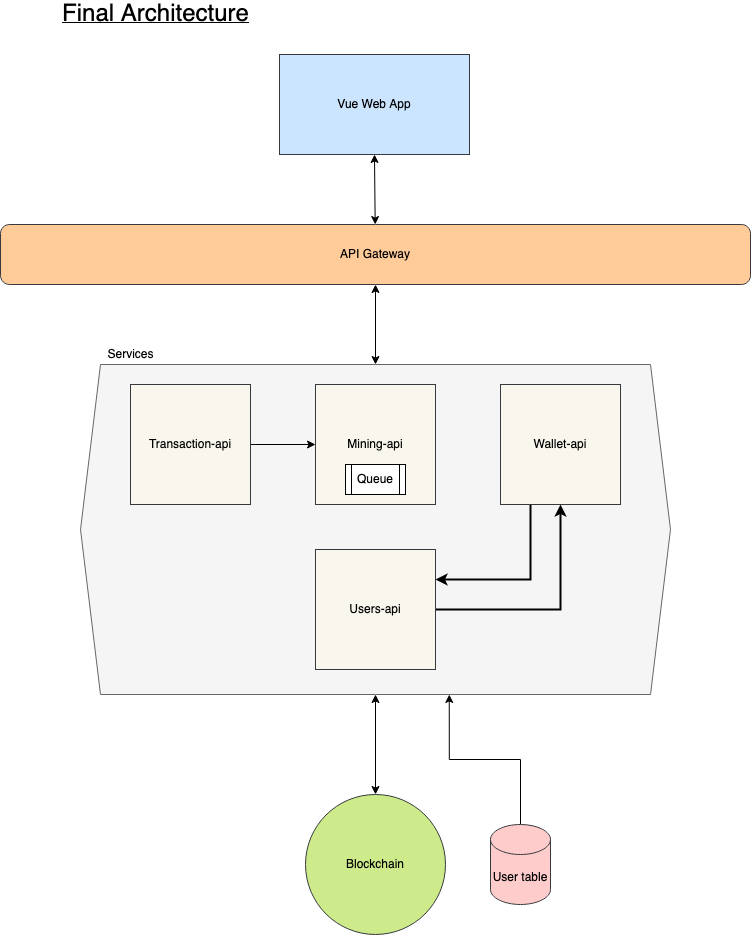 Final Architecture
Vue Web App
API Gateway
Services
Transaction-api
Mining-api
Wallet-api
Queue
Users-api
Blockchain
User table